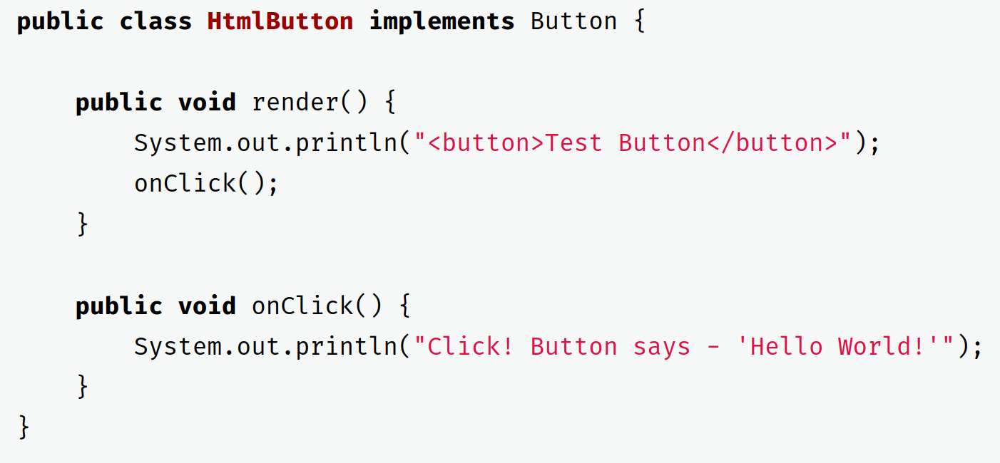 public class HtmlButton implements Button {
    public void render() {
        System.out.println("<button>Test Button</button>");
        onClick();
    }
    public void onClick() {
        System.out.println("Click! Button says - 'Hello World!'");
    }
}